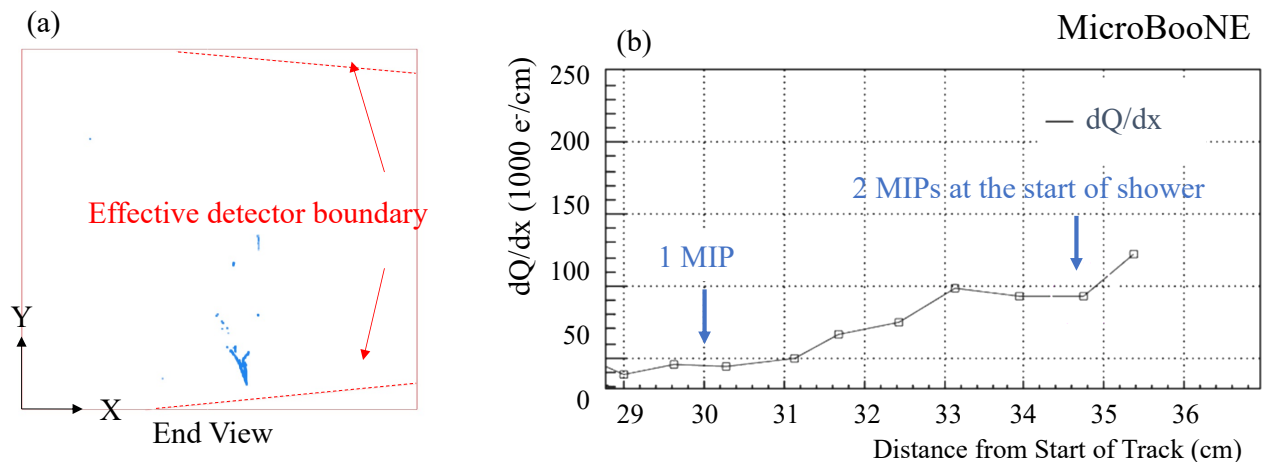 (a)
Effective detector boundary
Y
X
End View
(b)
MicroBooNE
dQ/dx (1000 e-/cm)
250
200
150
100
50
0
dQ/dx
2 MIPs at the start of shower
1 MIP
29 30 31 32 33 34 35 36
Distance from Start of Track (cm)